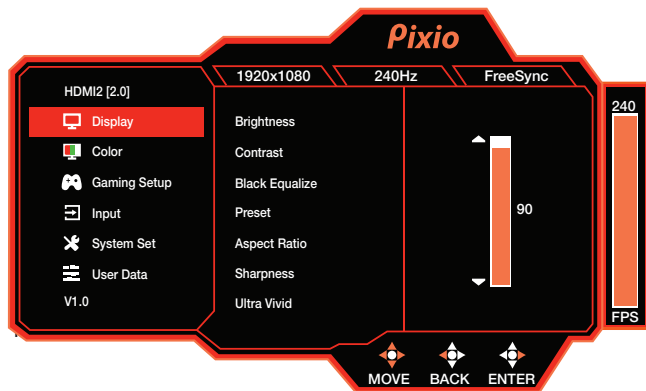 Pixio
1920x1080 240Hz FreeSync
HDMI2 [2.0]
Display
Color
Gaming Setup
Input
System Set
User Data
V1.0
Brightness
Contrast
Black Equalize
Preset
Aspect Ratio
Sharpness
Ultra Vivid
90
240
FPS
MOVE BACK ENTER